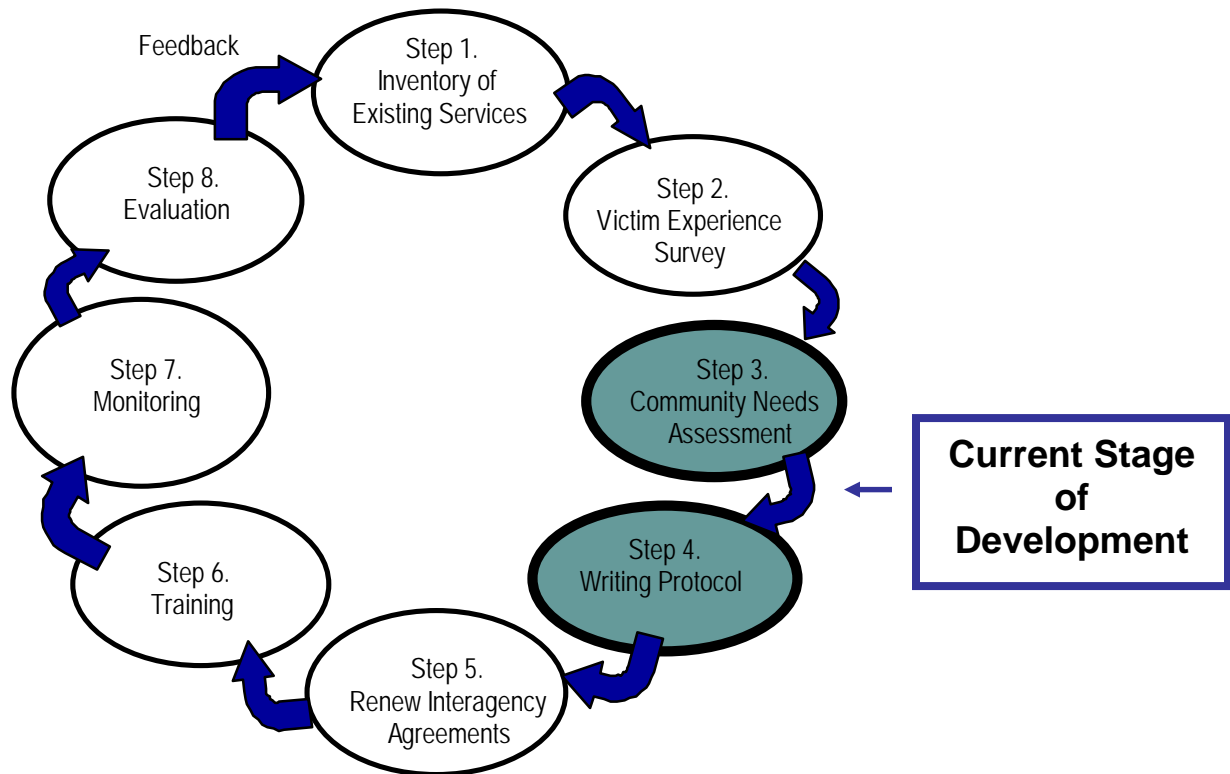 Feedback
Step 1.
Inventory of
Existing Services
Step 2.
Victim Experience
Survey
Step 3.
Community Needs
Assessment
Current Stage
of
Development
Step 4.
Writing Protocol
Step 5.
Renew Interagency
Agreements
Step 6.
Training
Step 7.
Monitoring
Step 8.
Evaluation